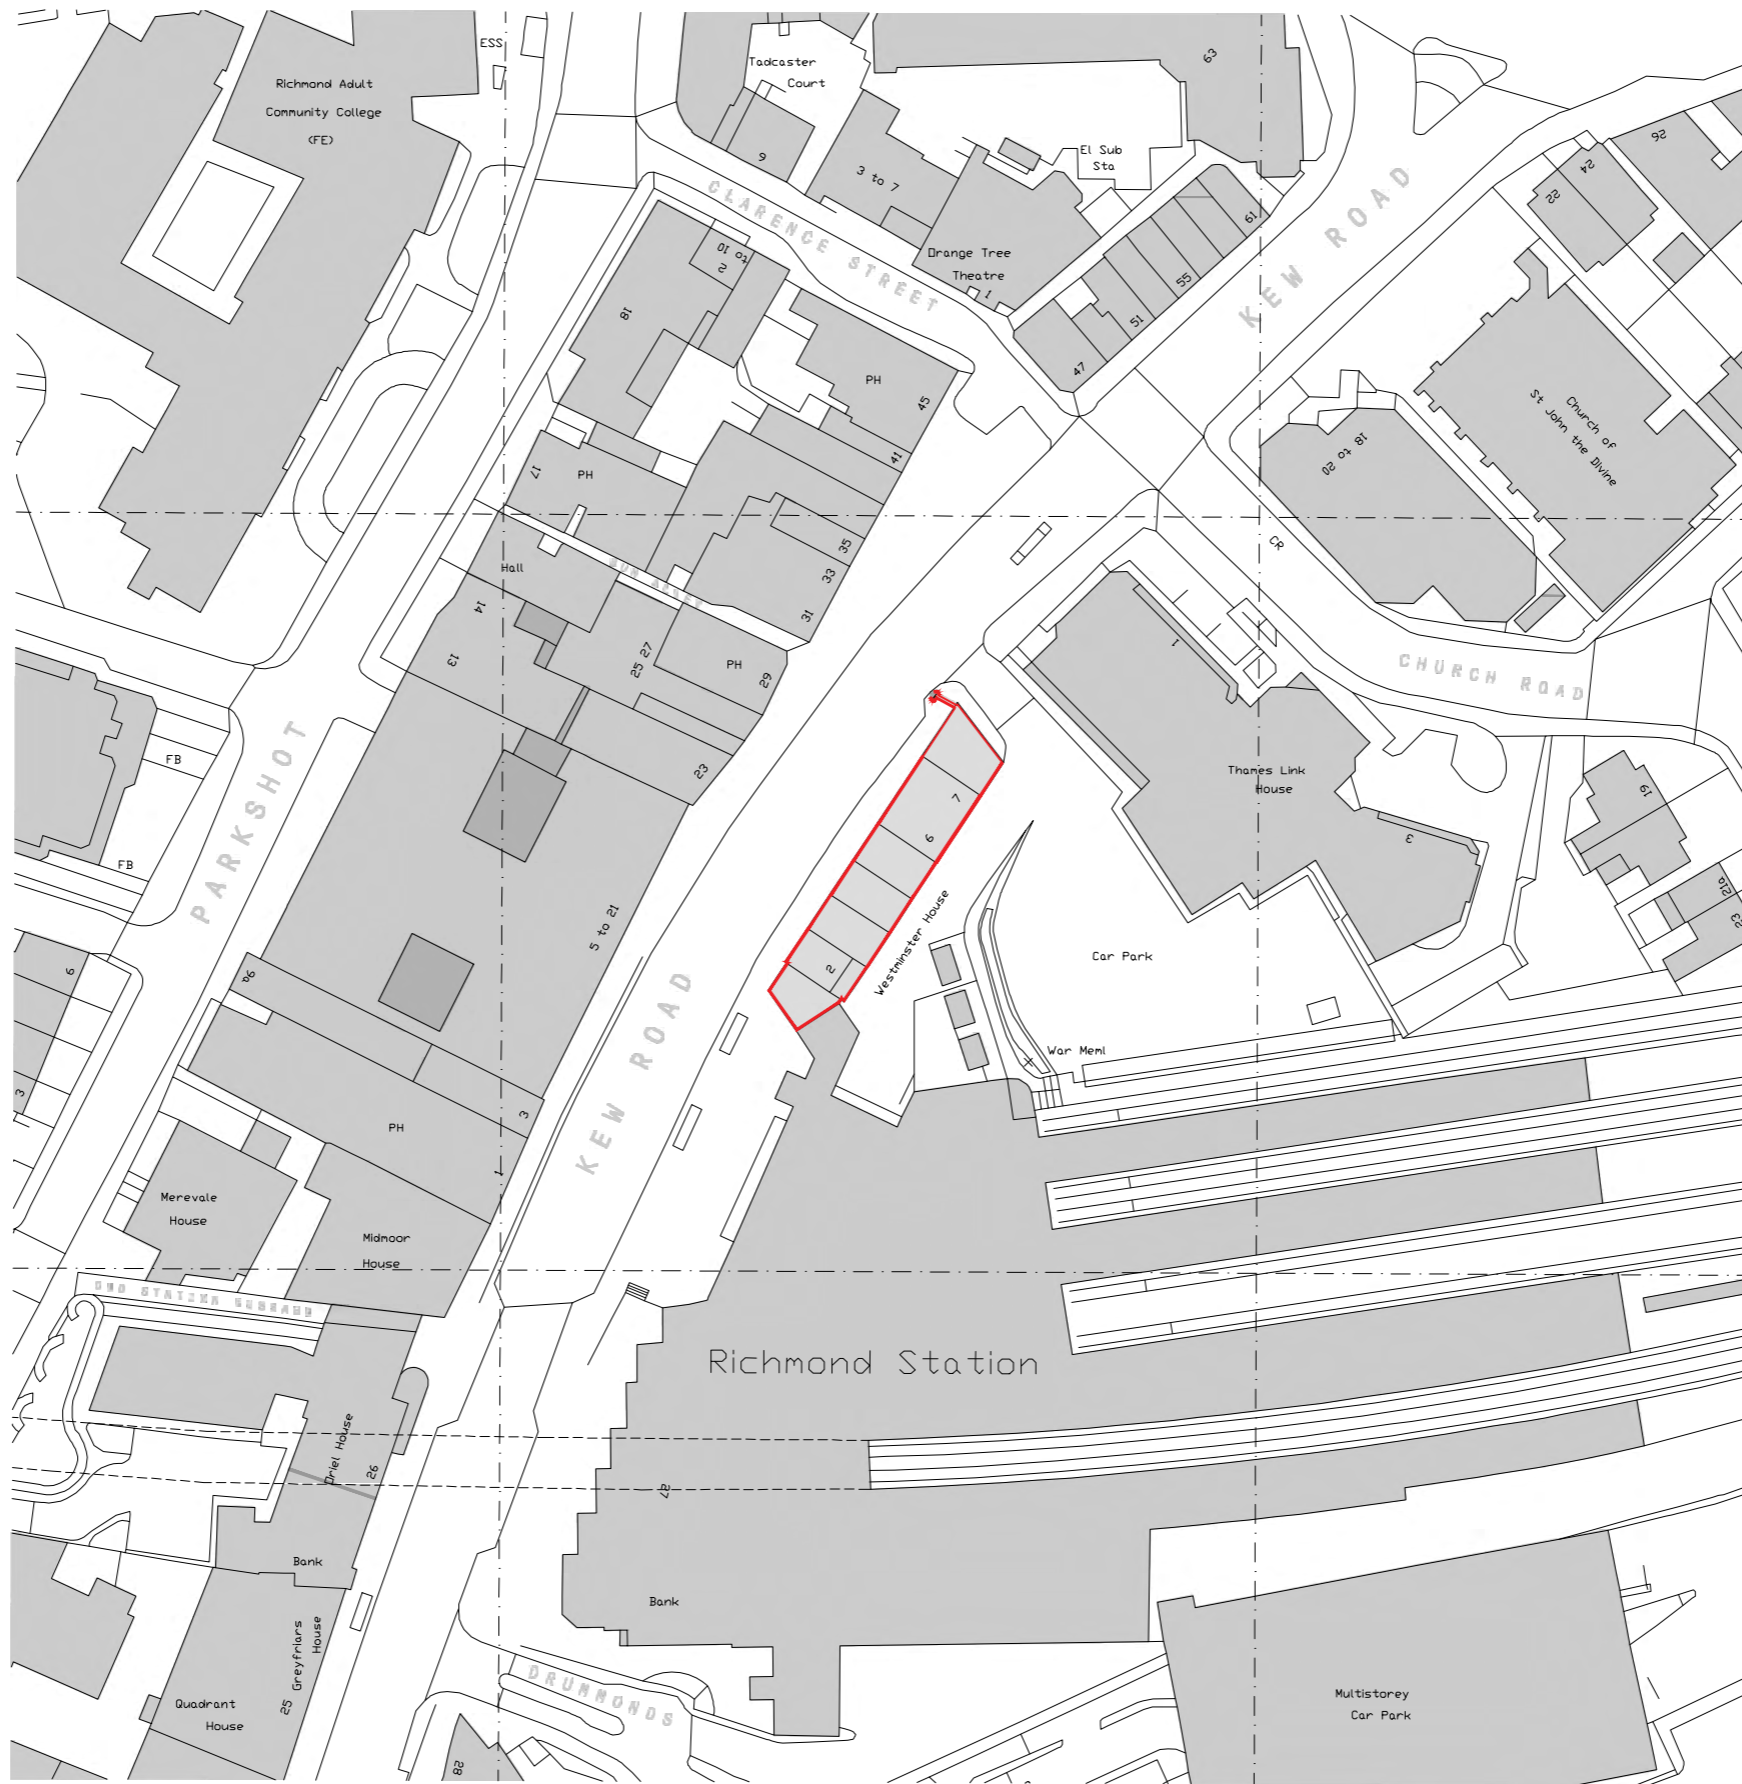 ESS
Richmond Adult
Community College
(FE)
Tadcaster
Court
63
9
3 to 7
El Sub
Sta
CLARENCE STREET
Orange Tree
Theatre
1
61
55
51
47
KEW ROAD
26
24
22
2
to 10
18
PH
45
41
17
PH
35
33
31
Hall
14
13
25 27
PH
29
23
18 to 20
Church of
St John the Divine
CR
CHURCH ROAD
1
Thames Link
House
3
19
21a
23
FB
FB
PARKSHOT
7
6
2
Westminster House
Car Park
War Meml
5 to 21
9a
9
3
KEW ROAD
PH
3
1
Merevale
House
Midmoor
House
Richmond Station
Oriel House
26
27
Bank
Bank
Greyfriars
House
25
Quadrant
House
DRUMMONDS
28
Multistorey
Car Park